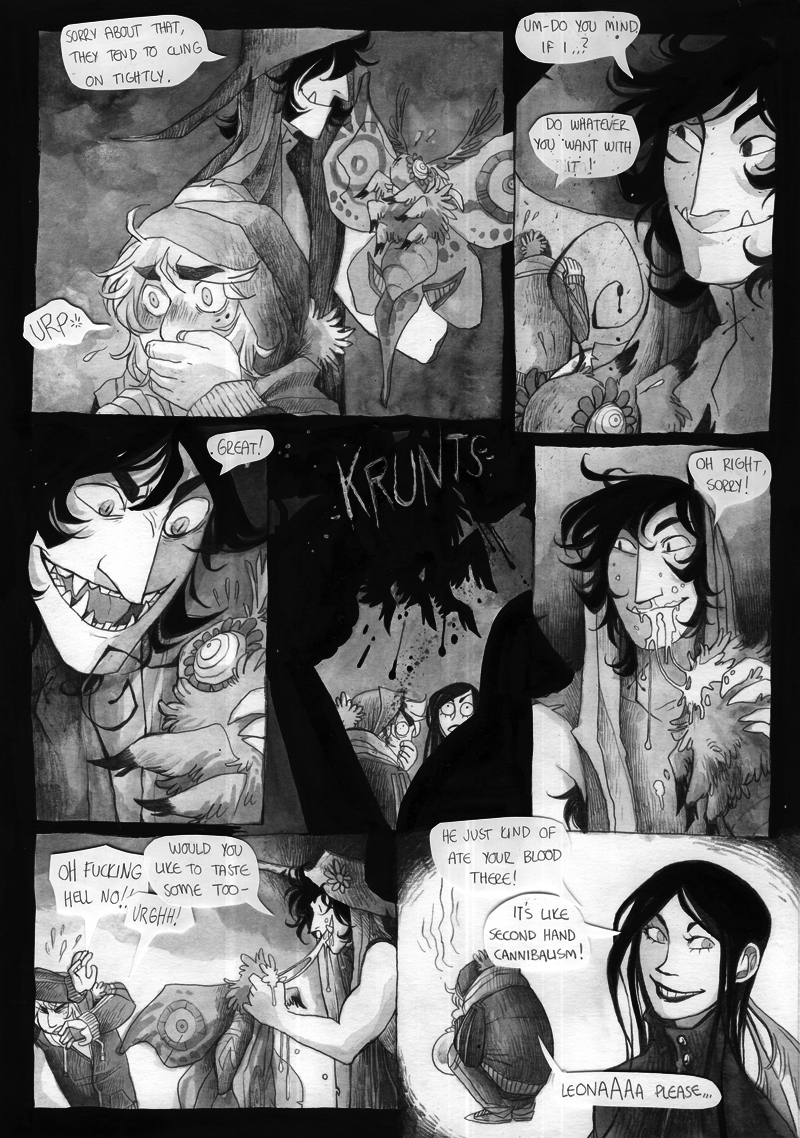 SORRY ABOUT THAT,
THEY TEND TO CLING
ON TIGHTLY.
URP
UM-DO YOU MIND
IF I...?
DO WHATEVER
YOU WANT WITH
IT!
GREAT!
KRUNTS
OH RIGHT,
SORRY!
OH FUCKING
HELL NO!!
URGHH!
WOULD YOU
LIKE TO TASTE
SOME TOO-
HE JUST KIND OF
ATE YOUR BLOOD
THERE!
IT'S LIKE
SECOND HAND
CANNIBALISM!
LEONAAAA PLEASE...